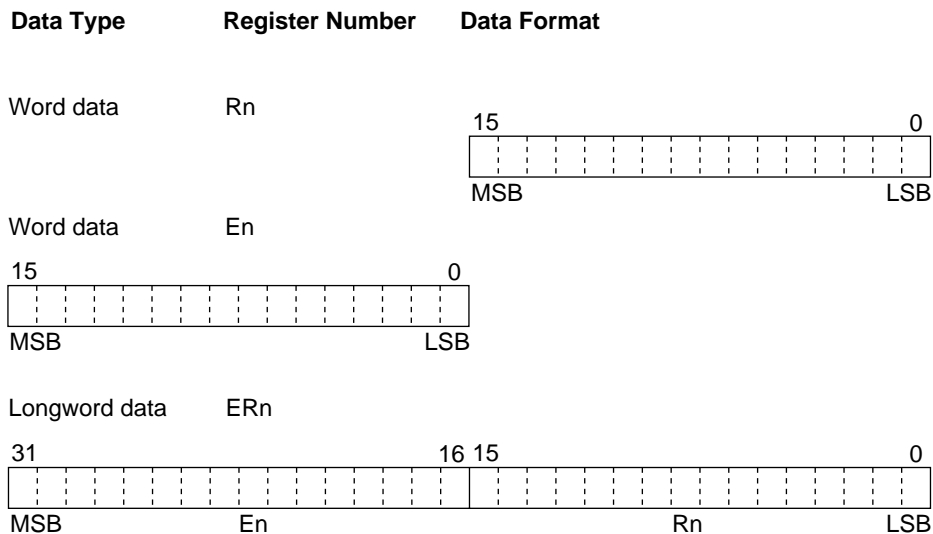 Data Type Register Number Data Format
Word data Rn
15 0
MSB LSB
Word data En
15 0
MSB LSB
Longword data ERn
31 16 15 0
MSB En Rn LSB